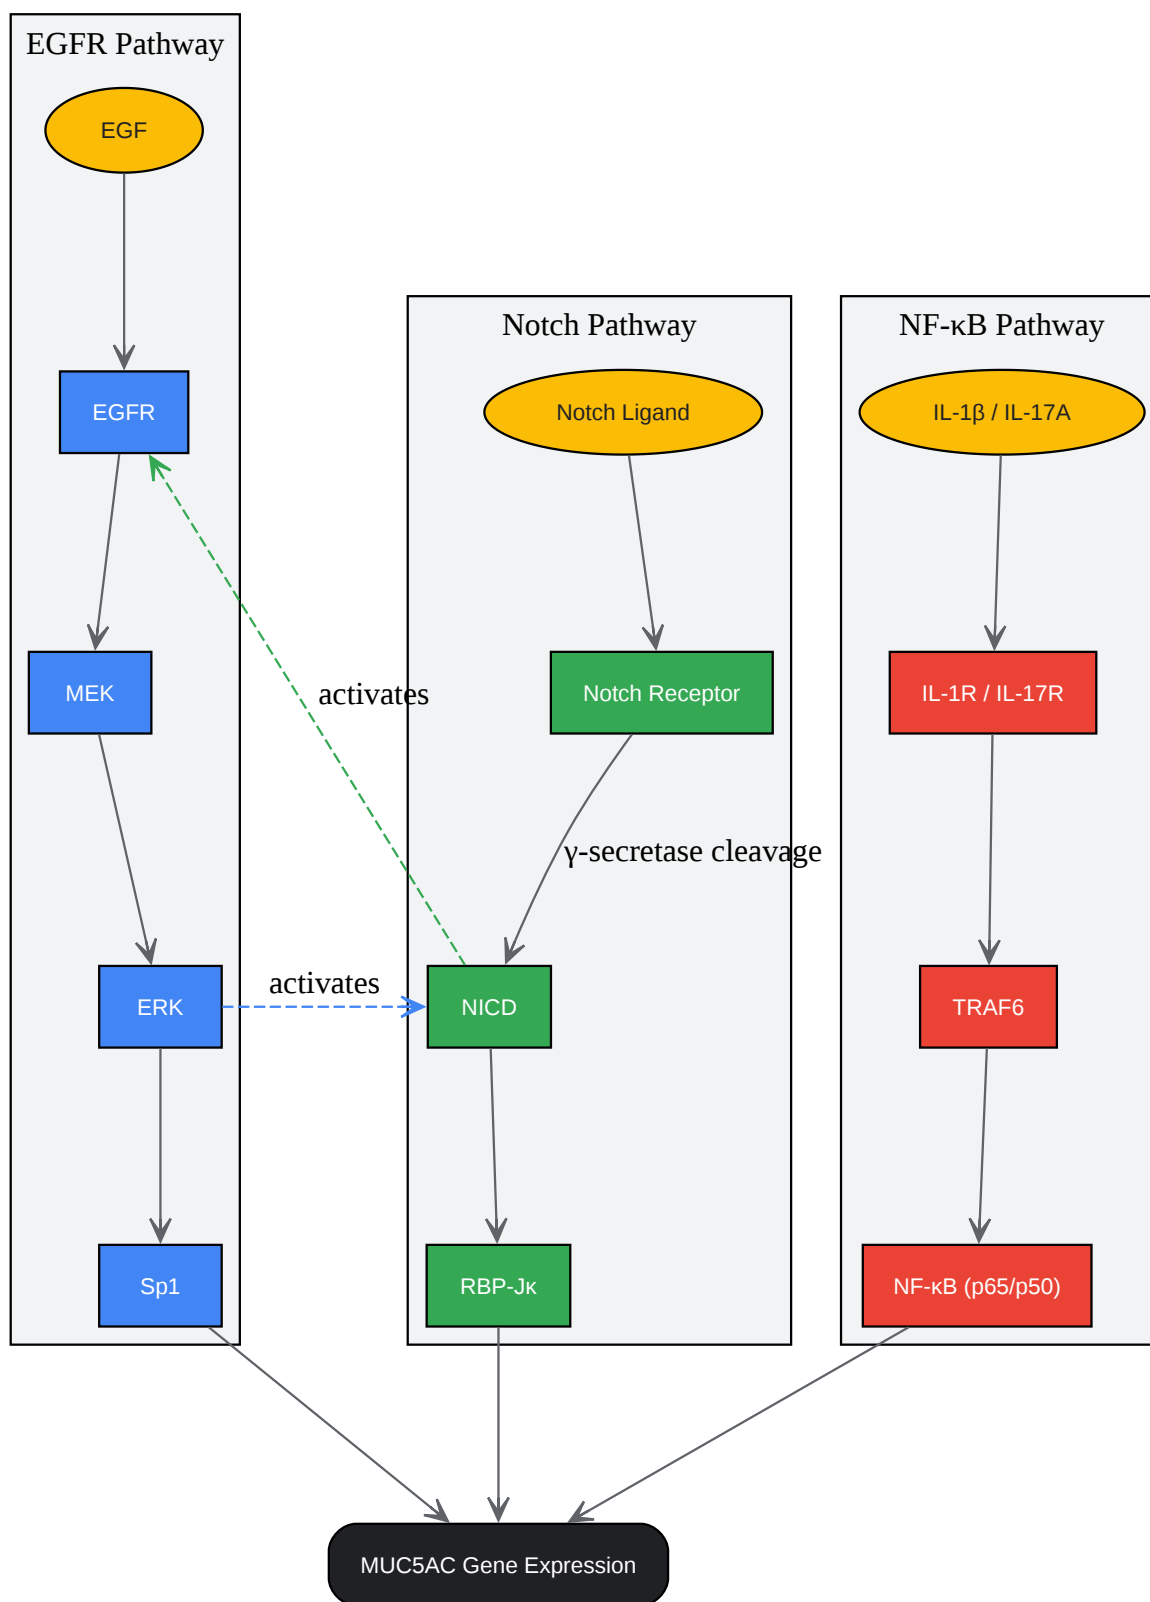 EGFR Pathway
EGF
EGFR
MEK
ERK
Sp1
activates
activates
Notch Pathway
Notch Ligand
Notch Receptor
γ-secretase cleavage
NICD
RBP-Jκ
NF-κB Pathway
IL-1β / IL-17A
IL-1R / IL-17R
TRAF6
NF-κB (p65/p50)
MUC5AC Gene Expression